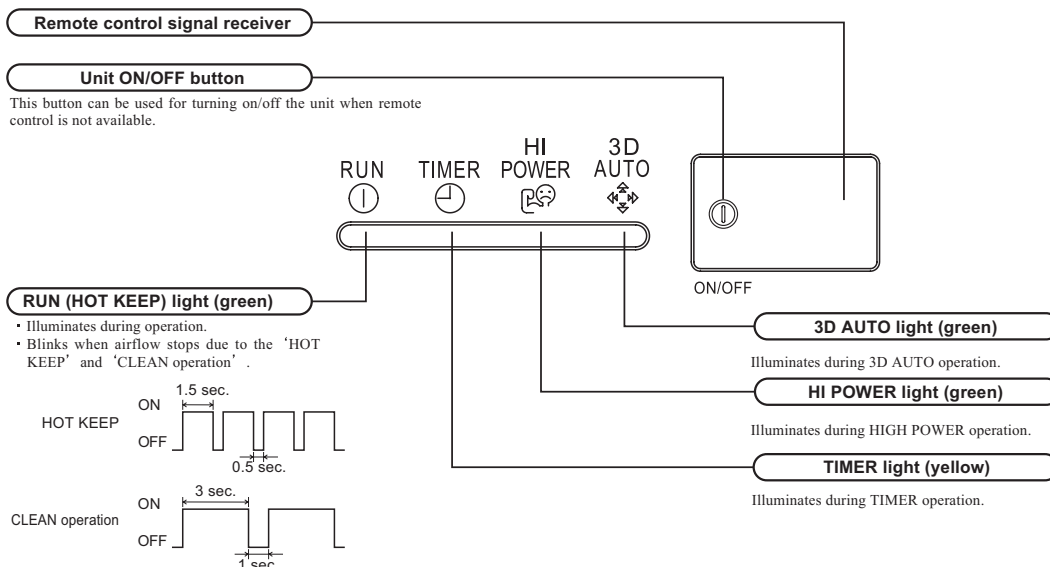 Remote control signal receiver
Unit ON/OFF button
This button can be used for turning on/off the unit when remote
control is not available.
RUN
TIMER
HI
POWER
3D
AUTO
ON/OFF
RUN (HOT KEEP) light (green)
▪ Illuminates during operation.
▪ Blinks when airflow stops due to the ‘HOT
KEEP’ and ‘CLEAN operation’ .
HOT KEEP
ON
OFF
1.5 sec.
0.5 sec.
CLEAN operation
ON
OFF
3 sec.
1 sec.
3D AUTO light (green)
Illuminates during 3D AUTO operation.
HI POWER light (green)
Illuminates during HIGH POWER operation.
TIMER light (yellow)
Illuminates during TIMER operation.